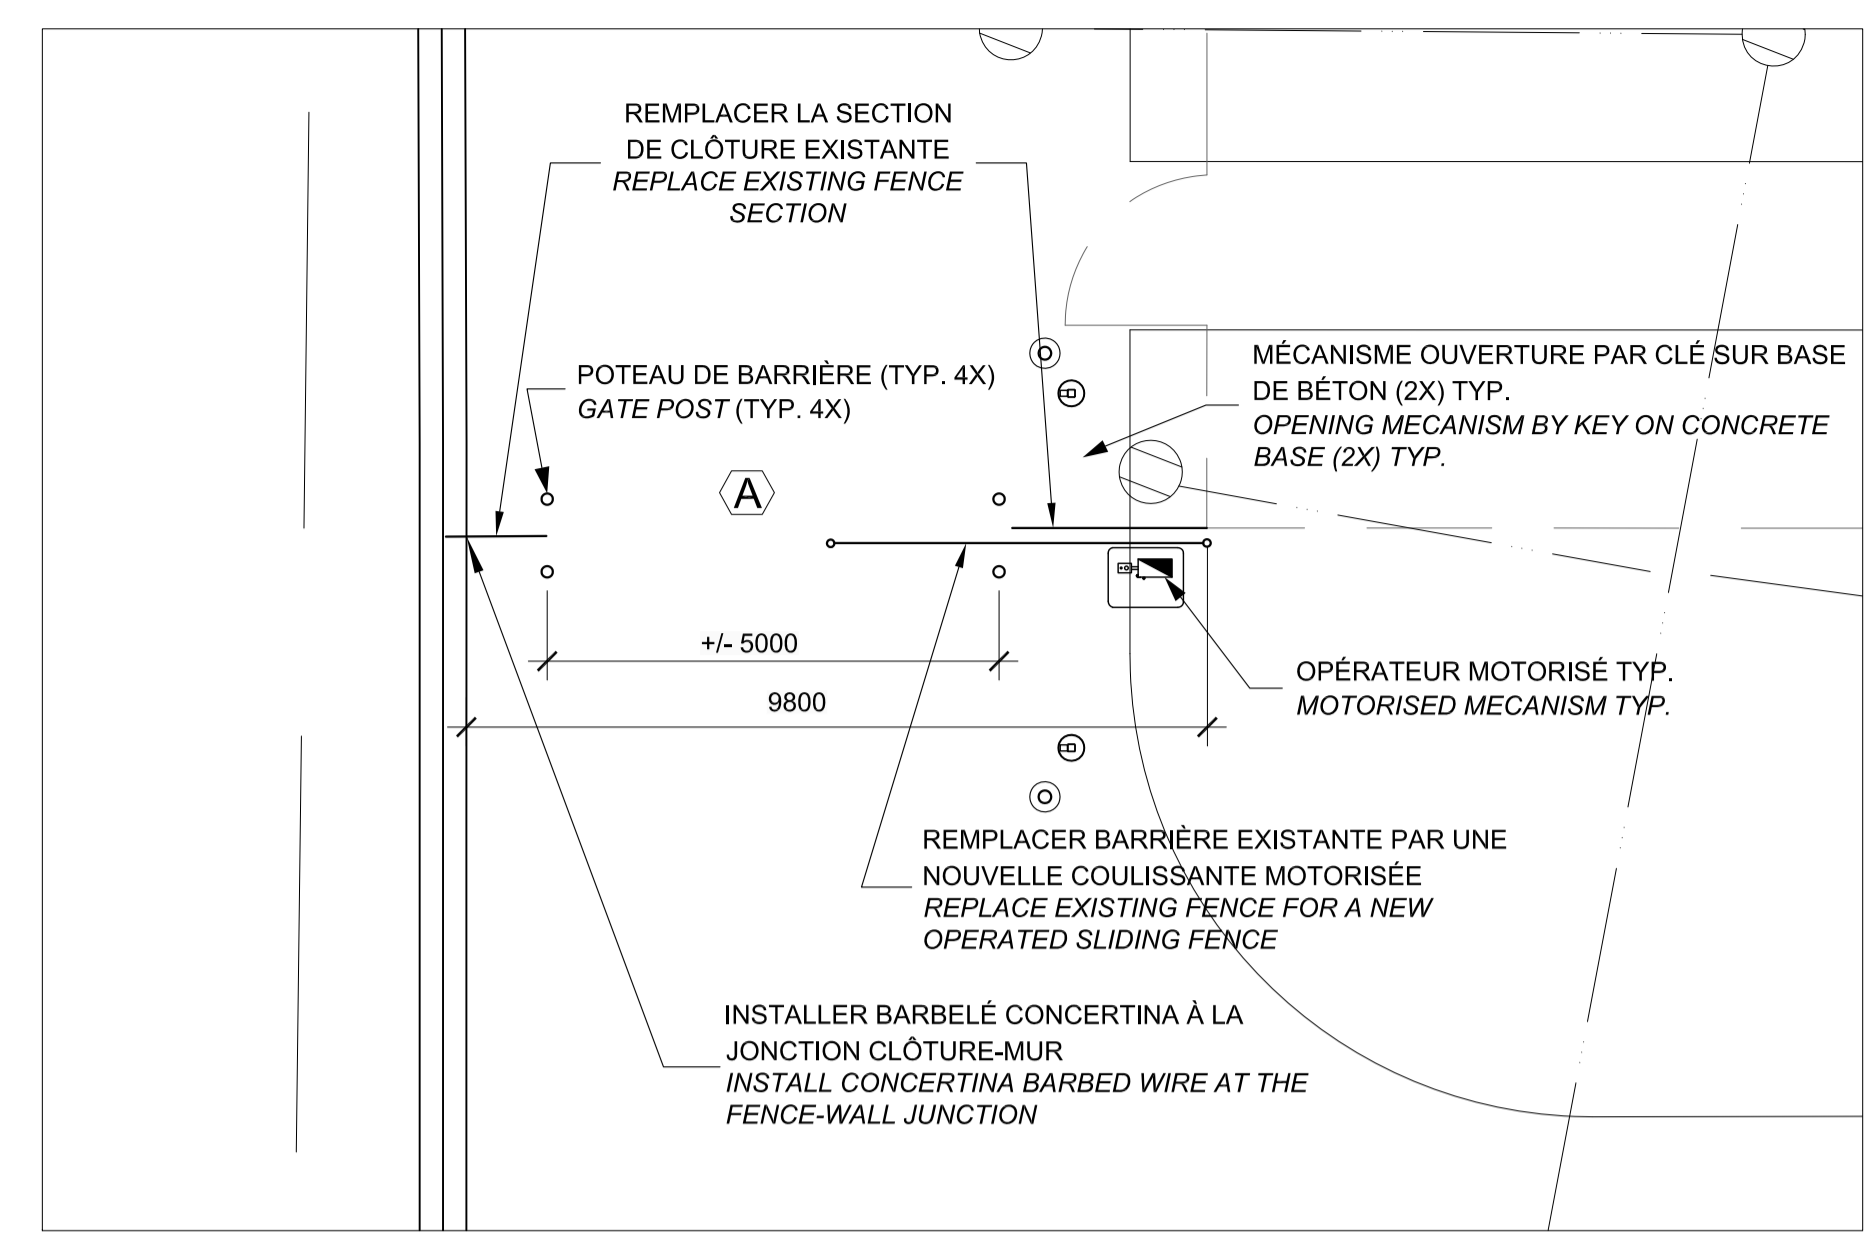 REMPLACER LA SECTION
DE CLÔTURE EXISTANTE
REPLACE EXISTING FENCE
SECTION
POTEAU DE BARRIÈRE (TYP. 4X)
GATE POST (TYP. 4X)
A
MÉCANISME OUVERTURE PAR CLÉ SUR BASE
DE BÉTON (2X) TYP.
OPENING MECANISM BY KEY ON CONCRETE
BASE (2X) TYP.
+/- 5000
9800
OPÉRATEUR MOTORISÉ TYP.
MOTORISED MECANISM TYP.
REMPLACER BARRIÈRE EXISTANTE PAR UNE
NOUVELLE COULISSANTE MOTORISÉE
REPLACE EXISTING FENCE FOR A NEW
OPERATED SLIDING FENCE
INSTALLER BARBELÉ CONCERTINA À LA
JONCTION CLÔTURE-MUR
INSTALL CONCERTINA BARBED WIRE AT THE
FENCE-WALL JUNCTION